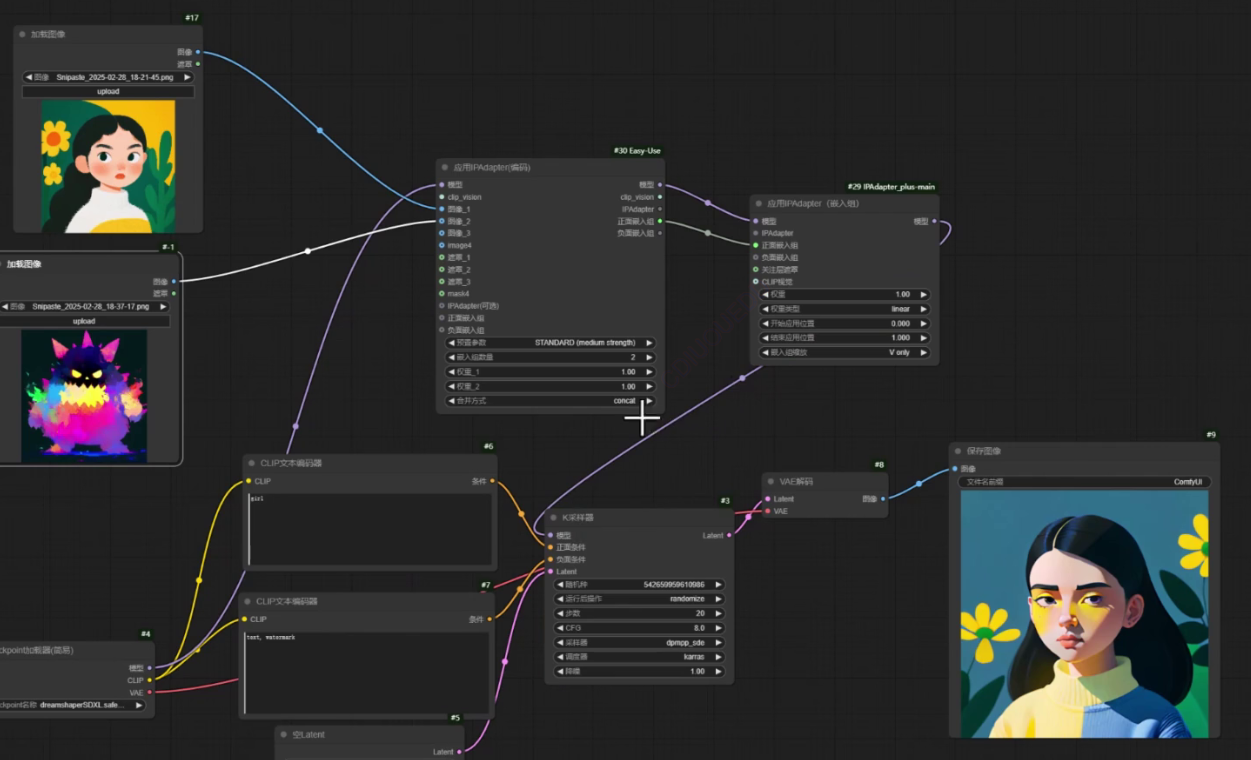 #17
加载图像
图像
遮罩
图像 Snipaste_2025-02-28_18-21-45.png
upload
#-1
加载图像
图像
遮罩
图像 Snipaste_2025-02-28_18-37-17.png
upload
#30 Easy-Use
应用IPAdapter(编码)
模型 模型
clip_vision clip_vision
图像_1 IPAdapter
图像_2 正面嵌入组
图像_3 负面嵌入组
image4
遮罩_1
遮罩_2
遮罩_3
mask4
IPAdapter(可选)
正面嵌入组
负面嵌入组
预置参数 STANDARD (medium strength)
嵌入组数量 2
权重_1 1.00
权重_2 1.00
合并方式 concat
#29 IPAdapter_plus-main
应用IPAdapter（嵌入组）
模型 模型
IPAdapter
正面嵌入组
负面嵌入组
关注层遮罩
CLIP视觉
权重 1.00
权重类型 linear
开始应用位置 0.000
结束应用位置 1.000
嵌入组缩放 V only
#6
CLIP文本编码器
CLIP 条件
girl
#7
CLIP文本编码器
CLIP 条件
text, watermark
#4
ckpoint加载器(简易)
模型
CLIP
VAE
ckpoint名称 dreamshaperSDXL.safe...
#5
空Latent
Latent
#3
K采样器
模型 Latent
正面条件
负面条件
Latent
随机种 542659959610986
运行后操作 randomize
步数 20
CFG 8.0
采样器 dpmpp_sde
调度器 karras
降噪 1.00
#8
VAE解码
Latent 图像
VAE
#9
保存图像
图像
文件名前缀 ComfyUI